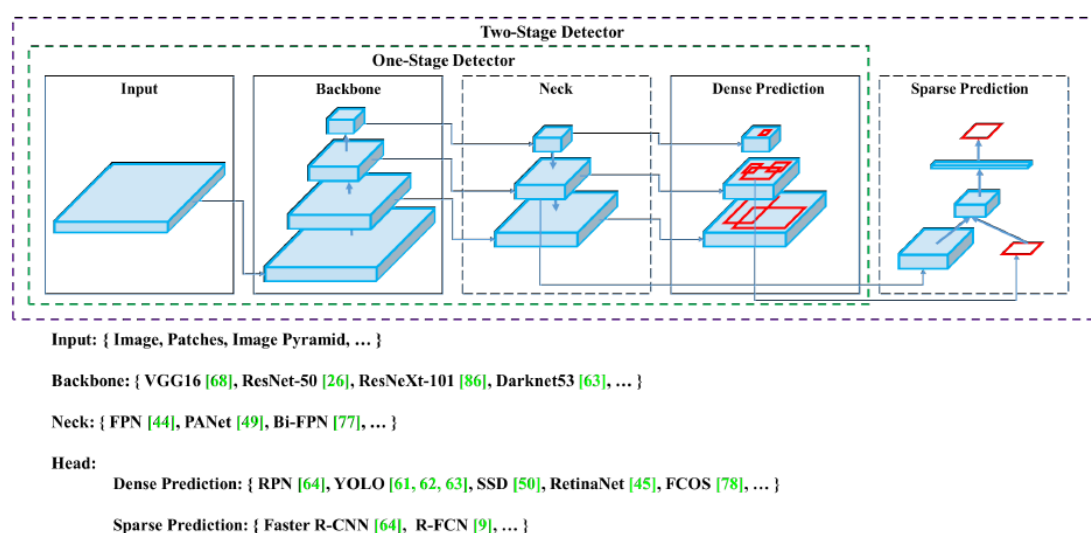 Two-Stage Detector
One-Stage Detector
Input
Backbone
Neck
Dense Prediction
Sparse Prediction
Input: { Image, Patches, Image Pyramid, … }
Backbone: { VGG16 [68], ResNet-50 [26], ResNeXt-101 [86], Darknet53 [63], … }
Neck: { FPN [44], PANet [49], Bi-FPN [77], … }
Head:
Dense Prediction: { RPN [64], YOLO [61, 62, 63], SSD [50], RetinaNet [45], FCOS [78], … }
Sparse Prediction: { Faster R-CNN [64], R-FCN [9], … }